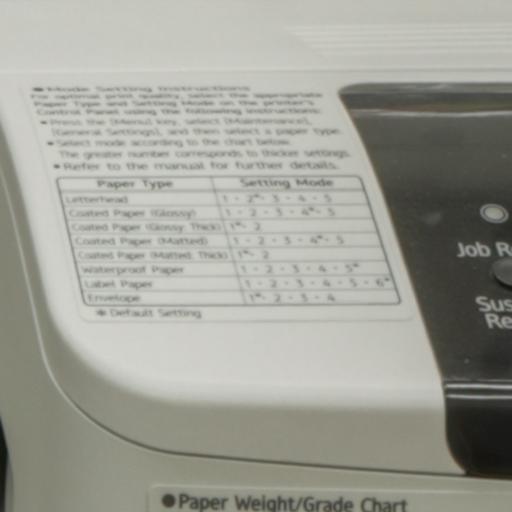 ● Mode Setting Instructions
For optimal print quality, select the appropriate
Paper Type and Setting Mode on the printer's
Control Panel using the following instructions:
• Press the [Menu] key, select [Maintenance],
[General Settings], and then select a paper type.
• Select mode according to the chart below.
The greater number corresponds to thicker settings.
• Refer to the manual for further details.
Paper Type Setting Mode
Letterhead 1 · 2* · 3 · 4 · 5
Coated Paper (Glossy) 1 · 2 · 3 · 4* · 5
Coated Paper (Glossy: Thick) 1* · 2
Coated Paper (Matted) 1 · 2 · 3 · 4* · 5
Coated Paper (Matted: Thick) 1* · 2
Waterproof Paper 1 · 2 · 3 · 4 · 5*
Label Paper 1 · 2 · 3 · 4 · 5 · 6*
Envelope 1* · 2 · 3 · 4
* Default Setting
Job R
Sus
Re
●Paper Weight/Grade Chart